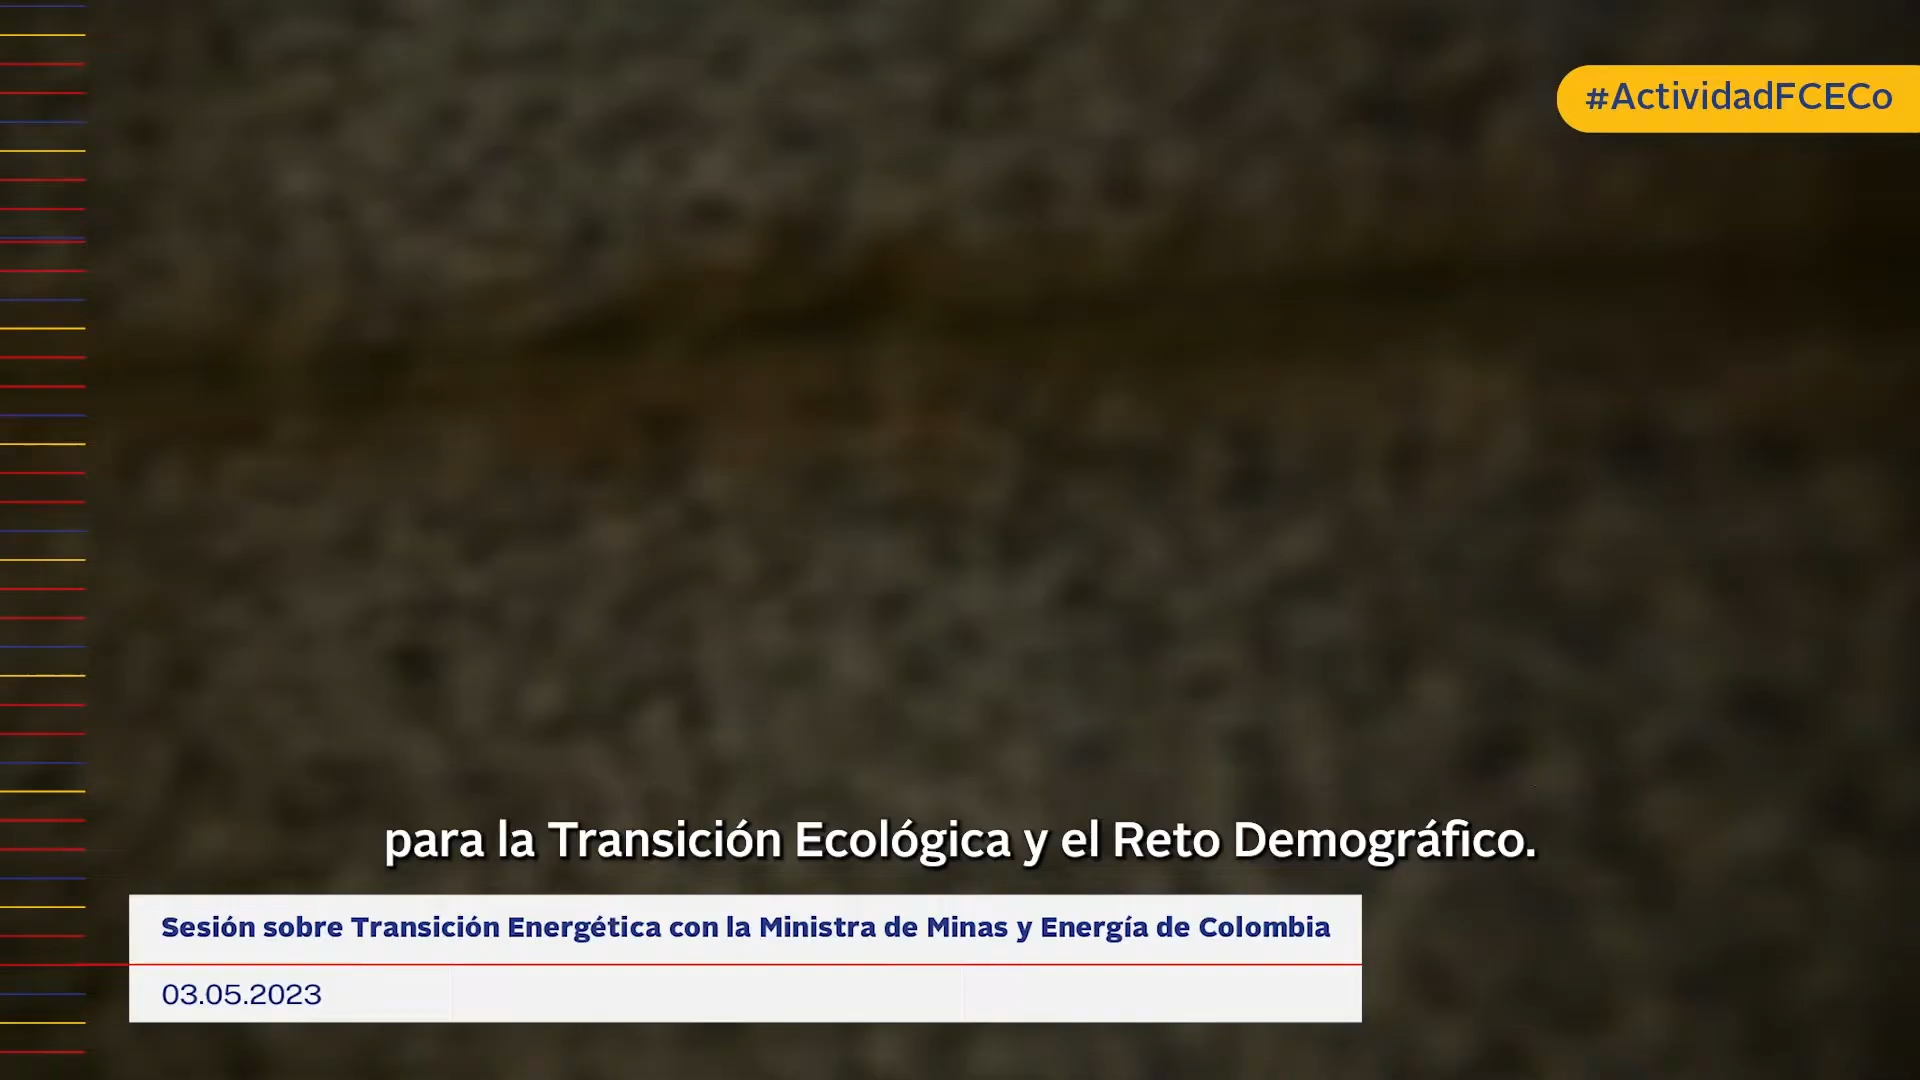 #ActividadFCECo
para la Transición Ecológica y el Reto Demográfico.
Sesión sobre Transición Energética con la Ministra de Minas y Energía de Colombia
03.05.2023